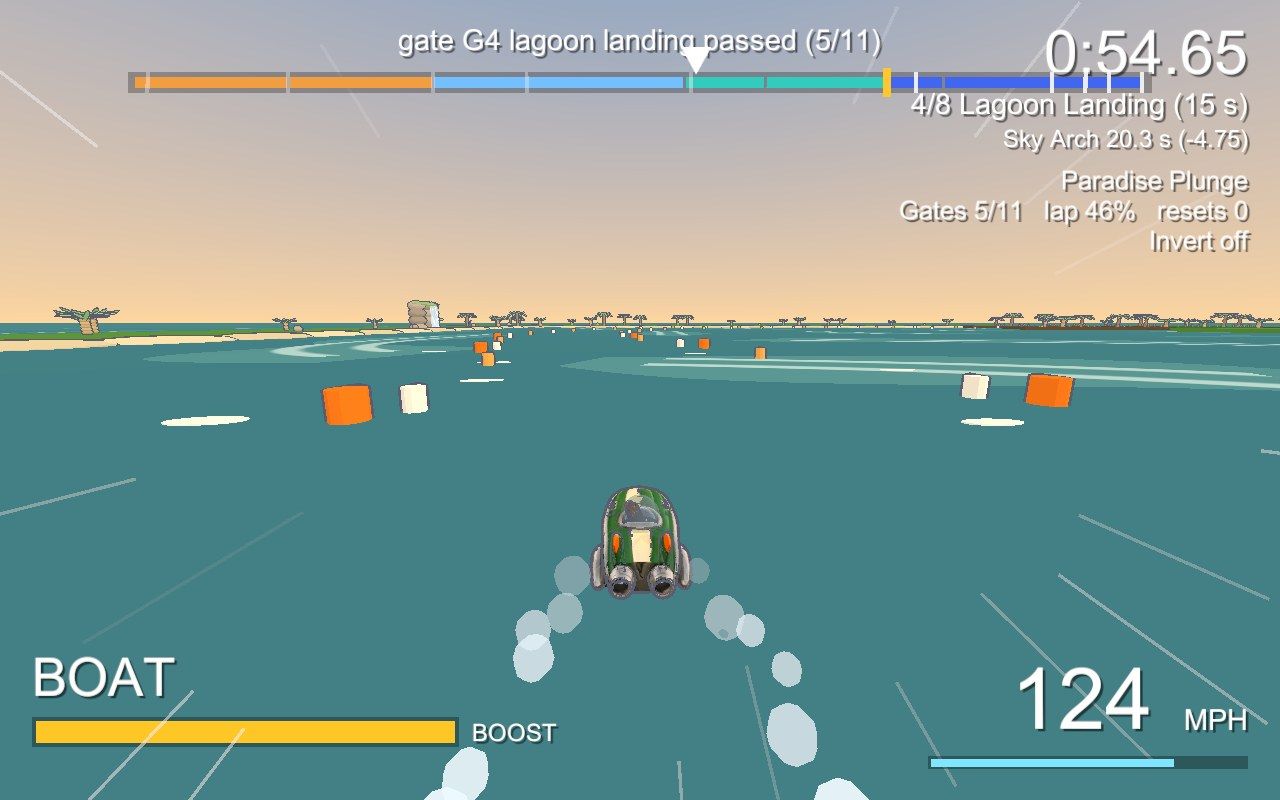 gate G4 lagoon landing passed (5/11)
0:54.65
4/8 Lagoon Landing (15 s)
Sky Arch 20.3 s (-4.75)
Paradise Plunge
Gates 5/11 lap 46% resets 0
Invert off
BOAT
BOOST
124 MPH